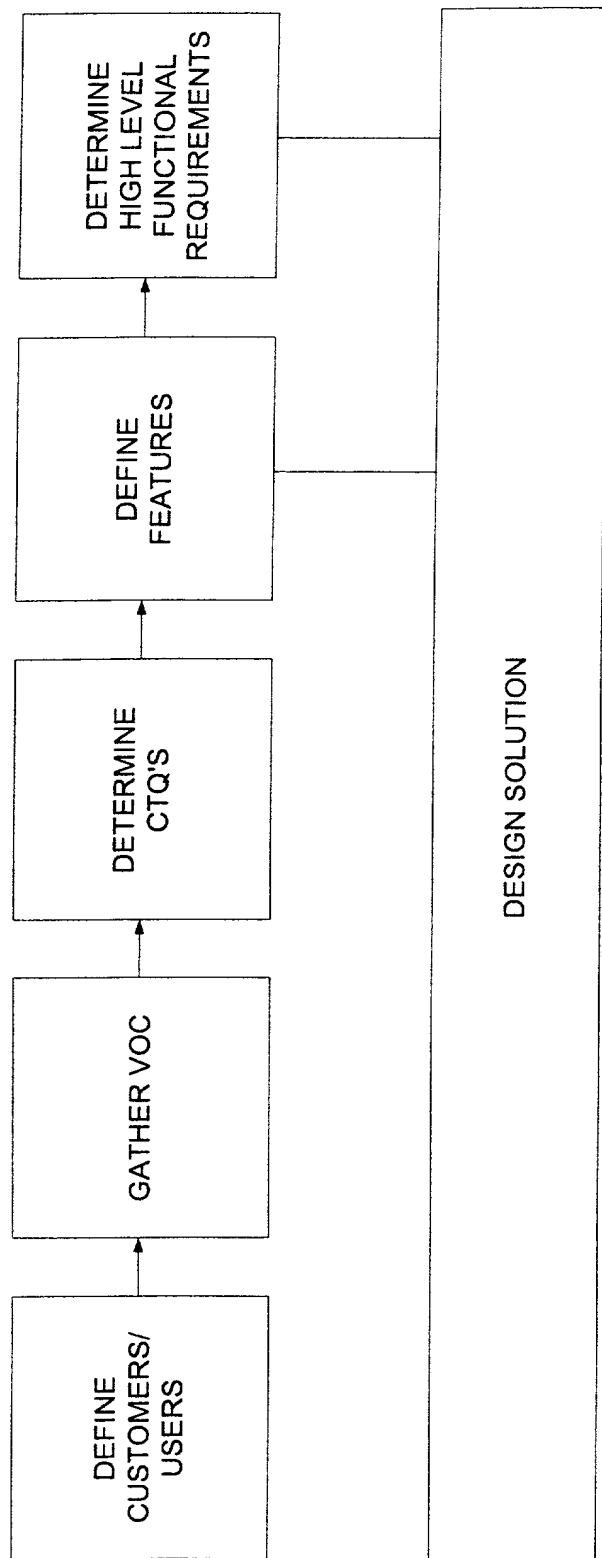 DEFINE
CUSTOMERS/
USERS
GATHER VOC
DETERMINE
CTQ'S
DEFINE
FEATURES
DETERMINE
HIGH LEVEL
FUNCTIONAL
REQUIREMENTS
DESIGN SOLUTION